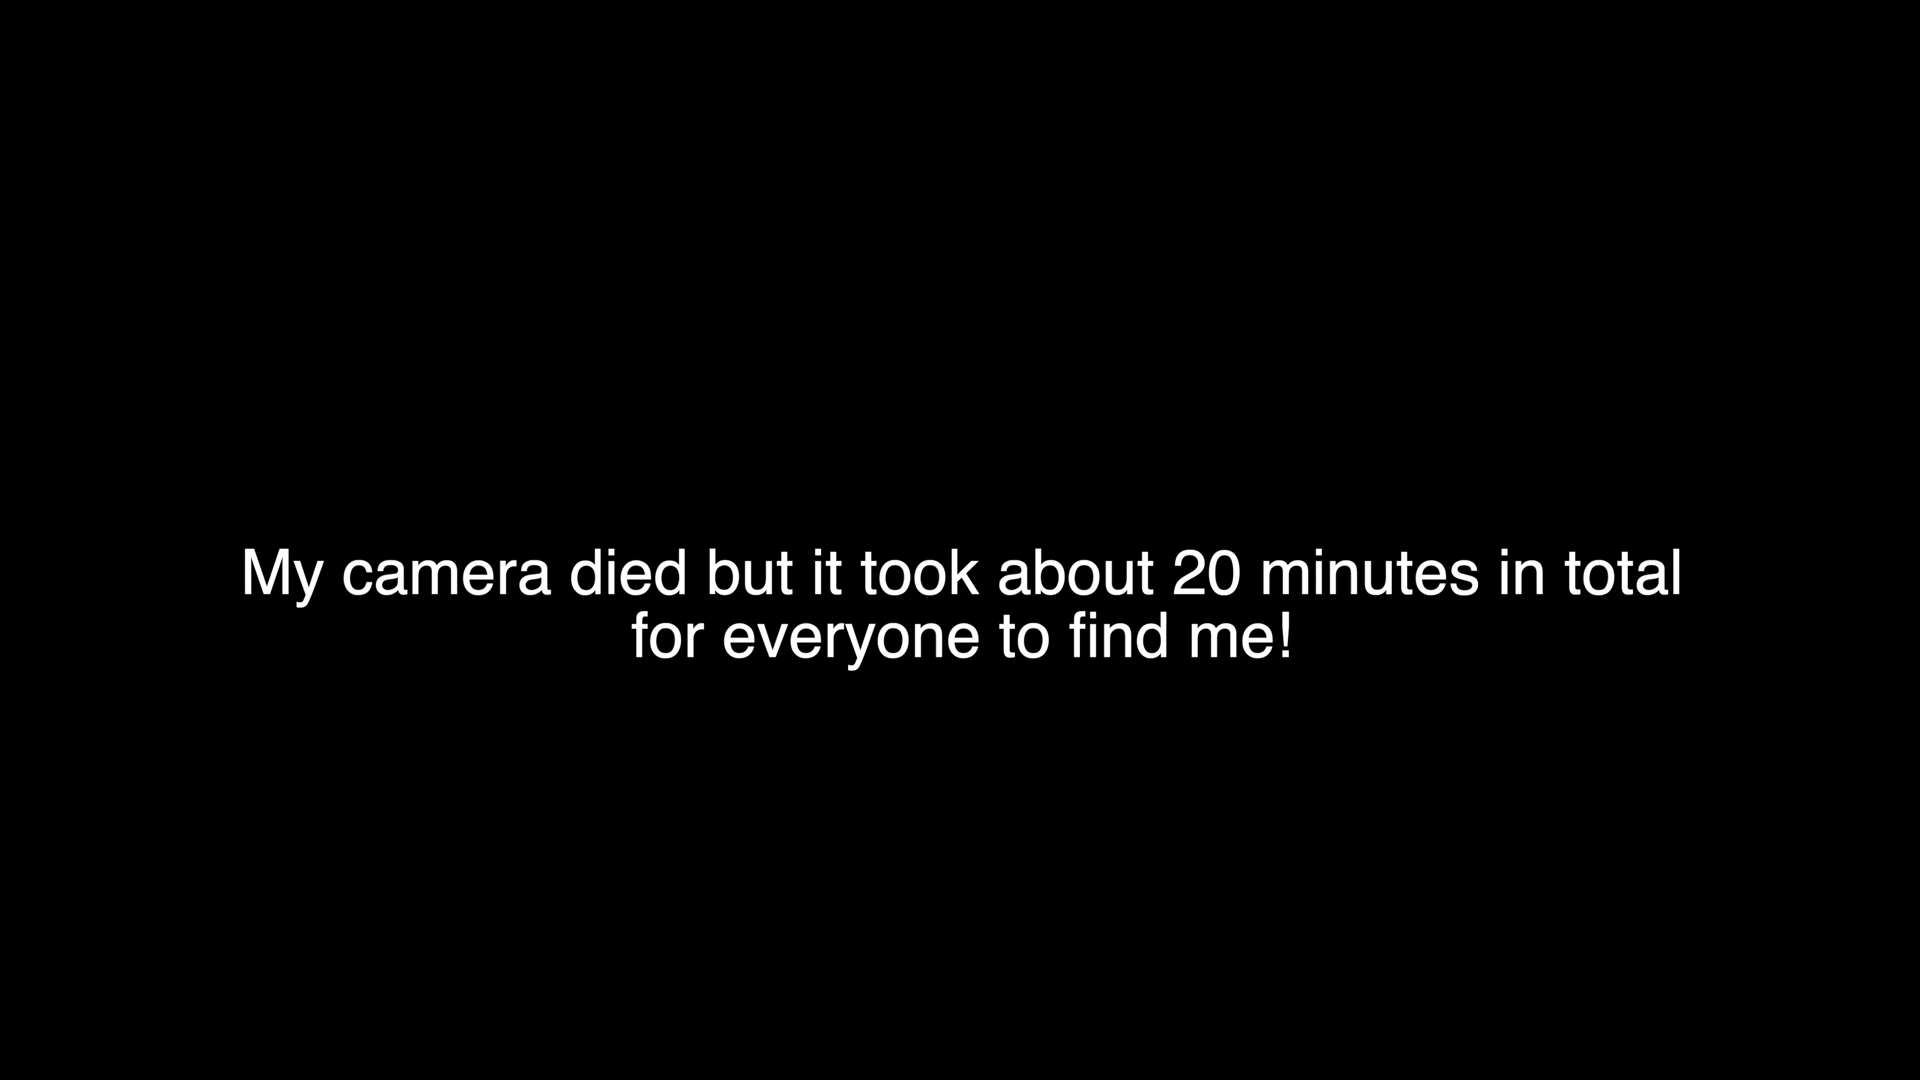 My camera died but it took about 20 minutes in total
for everyone to find me!